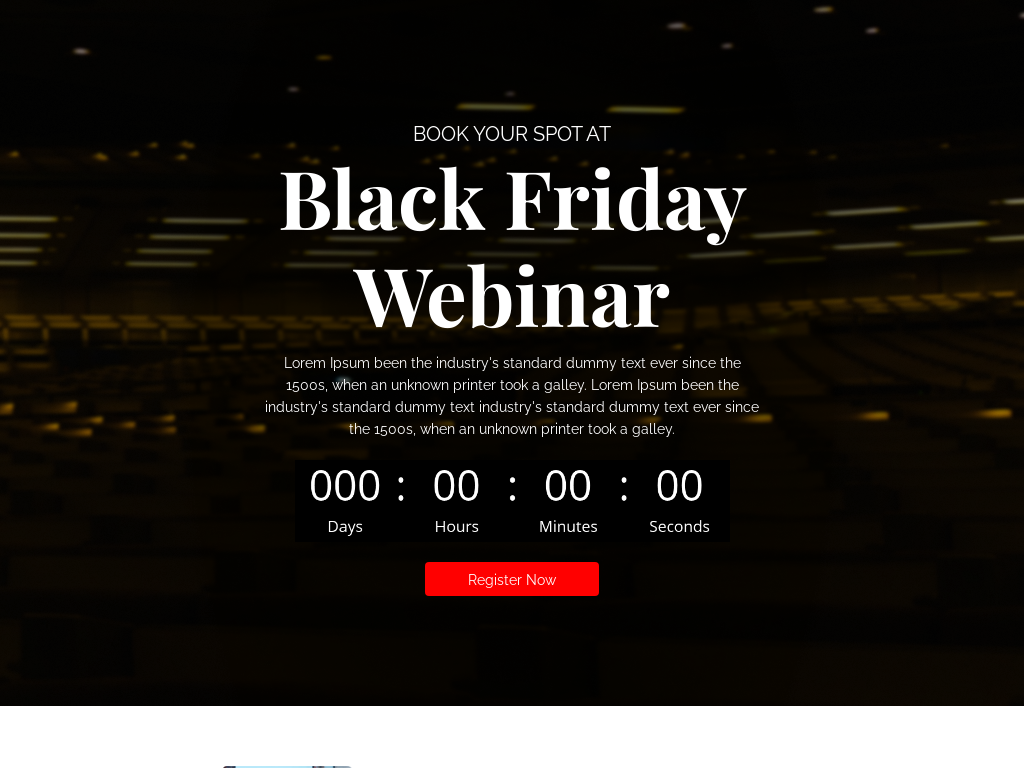 BOOK YOUR SPOT AT
Black Friday
Webinar
Lorem Ipsum been the industry's standard dummy text ever since the
1500s, when an unknown printer took a galley. Lorem Ipsum been the
industry's standard dummy text industry's standard dummy text ever since
the 1500s, when an unknown printer took a galley.
000 : 00 : 00 : 00
Days Hours Minutes Seconds
Register Now